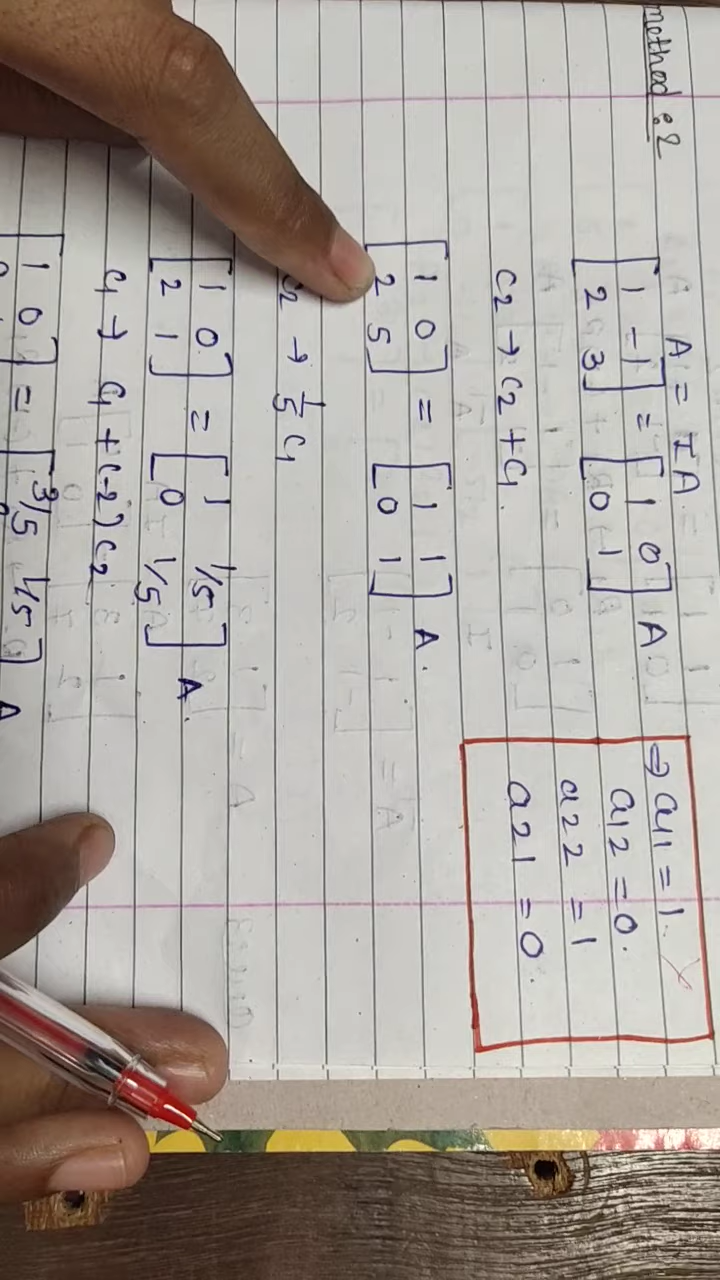 Method : 2
A = IA
[1 -1] = [1 0] A
[2 3] [0 1]
C2 → C2 + C1.
[1 0] = [1 1] A.
[2 5] [0 1]
C2 → 1/5 C1
[1 0] = [1 1/5] A.
[2 1] [0 1/5]
C1 → C1 + (-2) C2
[1 0] = [3/5 1/5] A
⇒ a11 = 1.
a12 = 0.
a22 = 1
a21 = 0.